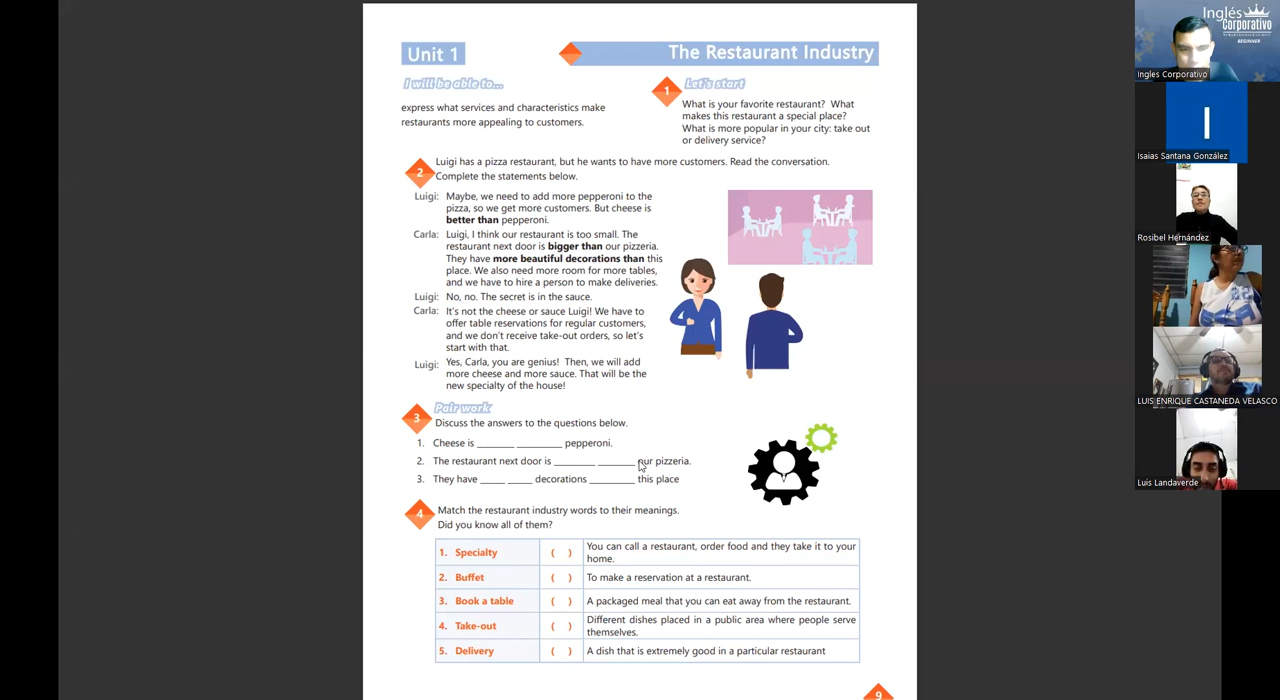 Unit 1
The Restaurant Industry
I will be able to...
express what services and characteristics make
restaurants more appealing to customers.
1
Let's start
What is your favorite restaurant? What
makes this restaurant a special place?
What is more popular in your city: take out
or delivery service?
2
Luigi has a pizza restaurant, but he wants to have more customers. Read the conversation.
Complete the statements below.
Luigi: Maybe, we need to add more pepperoni to the
pizza, so we get more customers. But cheese is
better than pepperoni.
Carla: Luigi, I think our restaurant is too small. The
restaurant next door is bigger than our pizzeria.
They have more beautiful decorations than this
place. We also need more room for more tables,
and we have to hire a person to make deliveries.
Luigi: No, no. The secret is in the sauce.
Carla: It's not the cheese or sauce Luigi! We have to
offer table reservations for regular customers,
and we don't receive take-out orders, so let's
start with that.
Luigi: Yes, Carla, you are genius! Then, we will add
more cheese and more sauce. That will be the
new specialty of the house!
3
Pair work
Discuss the answers to the questions below.
1. Cheese is _______ _________ pepperoni.
2. The restaurant next door is ________ _______ our pizzeria.
3. They have _____ _____ decorations _________ this place
4
Match the restaurant industry words to their meanings.
Did you know all of them?
1. Specialty ( ) You can call a restaurant, order food and they take it to your
home.
2. Buffet ( ) To make a reservation at a restaurant.
3. Book a table ( ) A packaged meal that you can eat away from the restaurant.
4. Take-out ( ) Different dishes placed in a public area where people serve
themselves.
5. Delivery ( ) A dish that is extremely good in a particular restaurant
9
Inglés
Corporativo
BEGINNER
Ingles Corporativo
I
Isaias Santana González
Rosibel Hernández
LUIS ENRIQUE CASTANEDA VELASCO
Luis Landaverde